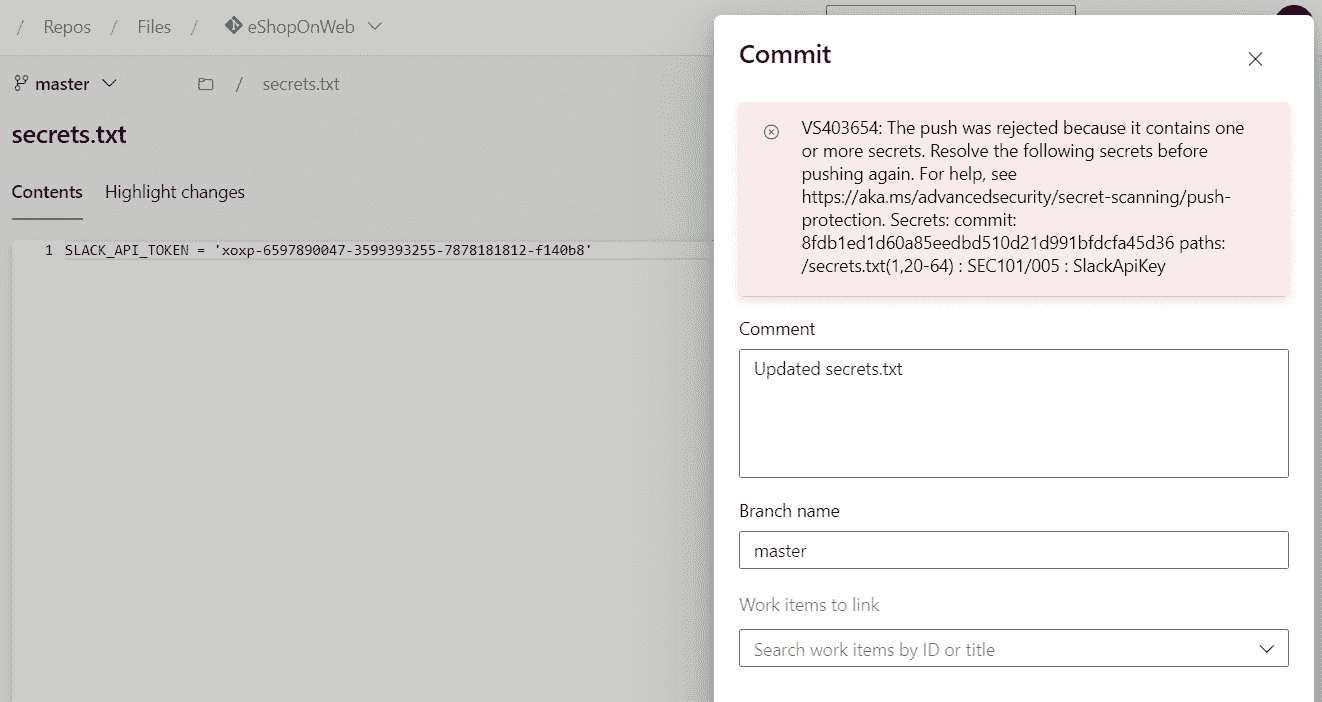 / Repos / Files / eShopOnWeb
master / secrets.txt
secrets.txt
Contents Highlight changes
1 SLACK_API_TOKEN = 'xoxp-6597890047-3599393255-7878181812-f140b8'
Commit
VS403654: The push was rejected because it contains one
or more secrets. Resolve the following secrets before
pushing again. For help, see
https://aka.ms/advancedsecurity/secret-scanning/push-
protection. Secrets: commit:
8fdb1ed1d60a85eedbd510d21d991bfdcfa45d36 paths:
/secrets.txt(1,20-64) : SEC101/005 : SlackApiKey
Comment
Updated secrets.txt
Branch name
master
Work items to link
Search work items by ID or title